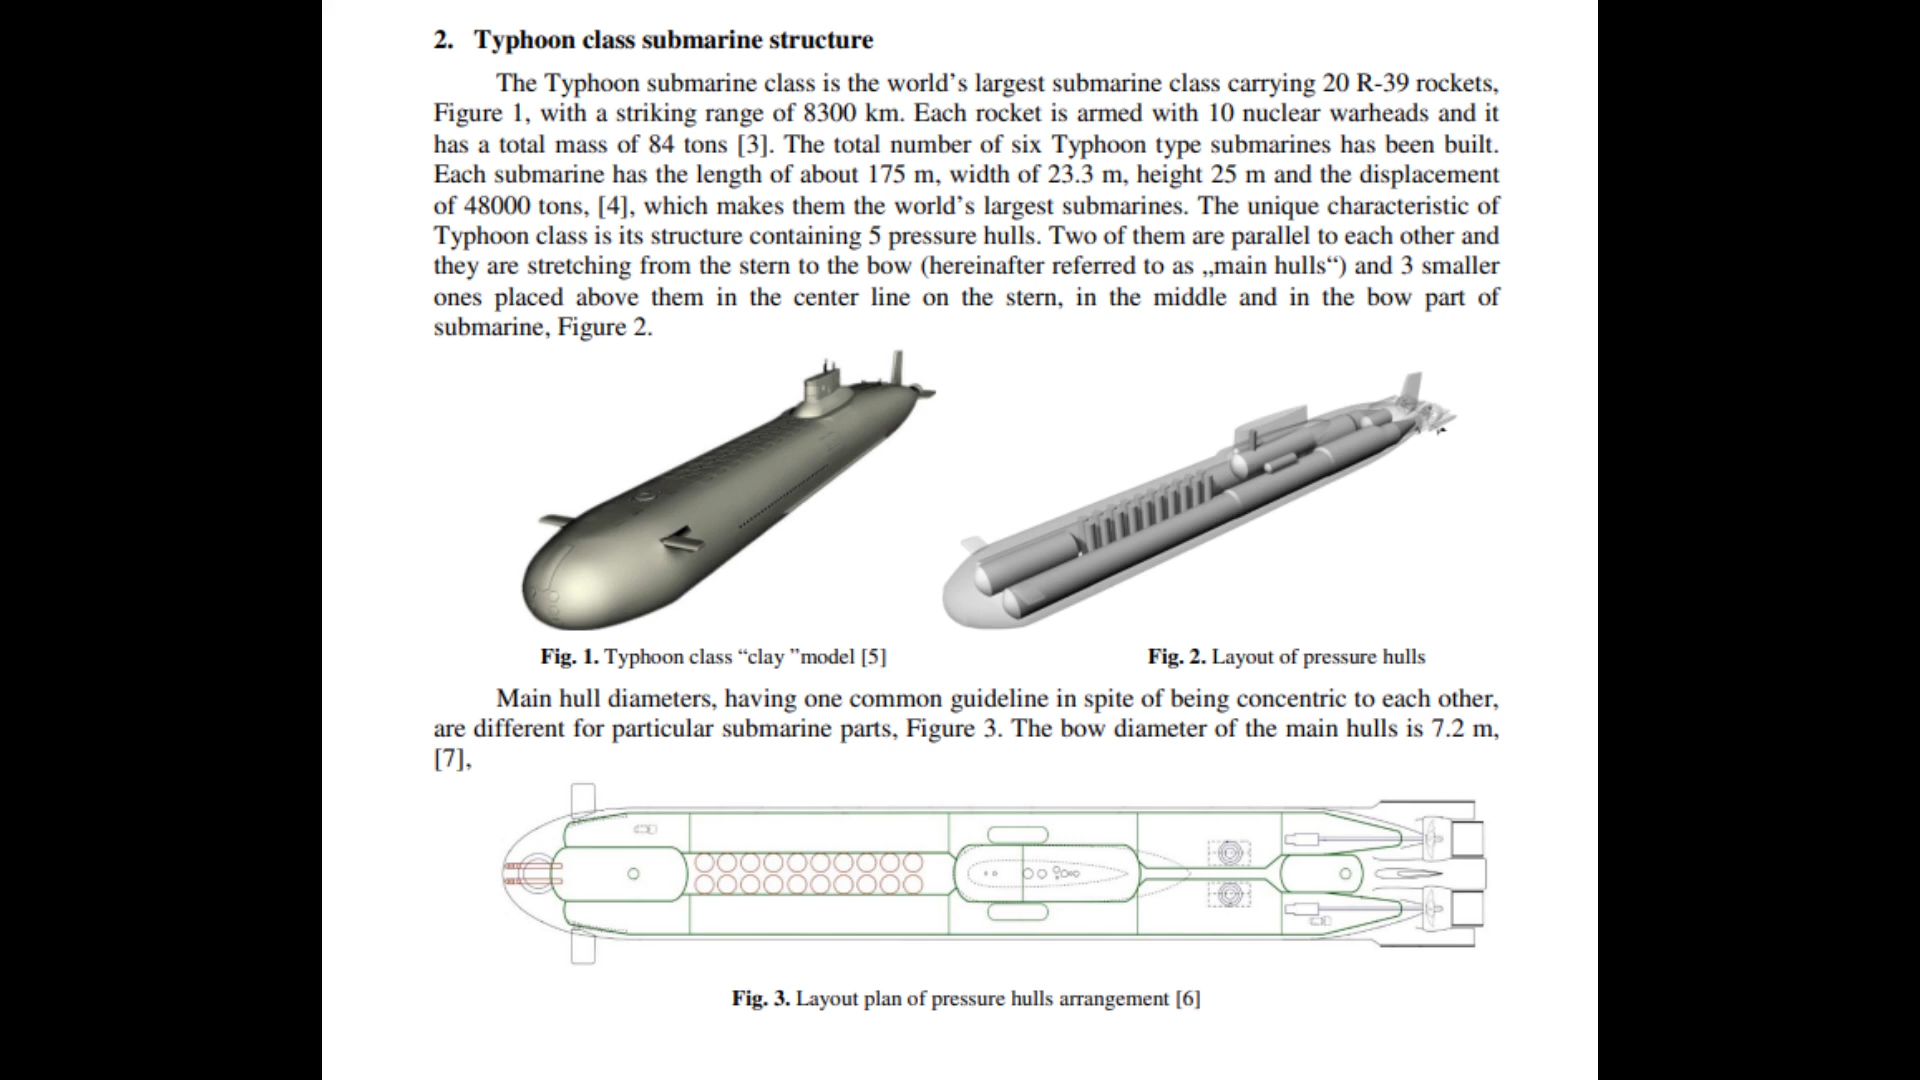 2. Typhoon class submarine structure
The Typhoon submarine class is the world’s largest submarine class carrying 20 R-39 rockets,
Figure 1, with a striking range of 8300 km. Each rocket is armed with 10 nuclear warheads and it
has a total mass of 84 tons [3]. The total number of six Typhoon type submarines has been built.
Each submarine has the length of about 175 m, width of 23.3 m, height 25 m and the displacement
of 48000 tons, [4], which makes them the world’s largest submarines. The unique characteristic of
Typhoon class is its structure containing 5 pressure hulls. Two of them are parallel to each other and
they are stretching from the stern to the bow (hereinafter referred to as „main hulls“) and 3 smaller
ones placed above them in the center line on the stern, in the middle and in the bow part of
submarine, Figure 2.
Fig. 1. Typhoon class “clay ”model [5]
Fig. 2. Layout of pressure hulls
Main hull diameters, having one common guideline in spite of being concentric to each other,
are different for particular submarine parts, Figure 3. The bow diameter of the main hulls is 7.2 m,
[7],
Fig. 3. Layout plan of pressure hulls arrangement [6]